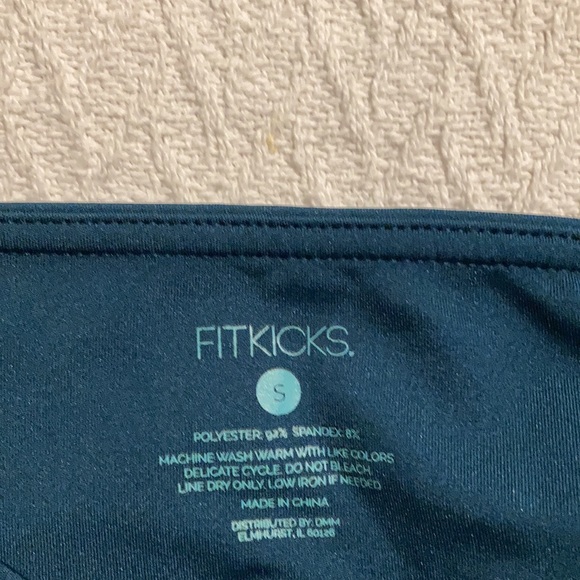 FITKICKS.
S
POLYESTER: 92% SPANDEX: 8%
MACHINE WASH WARM WITH LIKE COLORS
DELICATE CYCLE. DO NOT BLEACH.
LINE DRY ONLY. LOW IRON IF NEEDED
MADE IN CHINA
DISTRIBUTED BY: DMM
ELMHURST, IL 60126